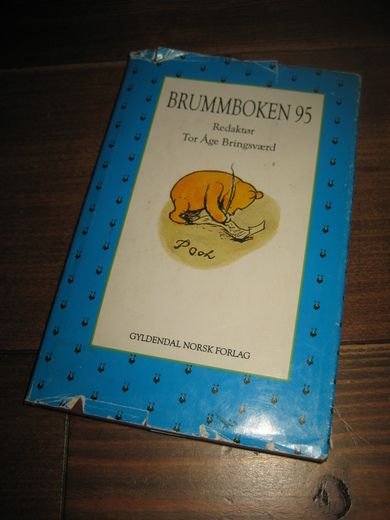 BRUMMBOKEN 95
Redaktør
Tor Åge Bringsværd
Pooh
GYLDENDAL NORSK FORLAG